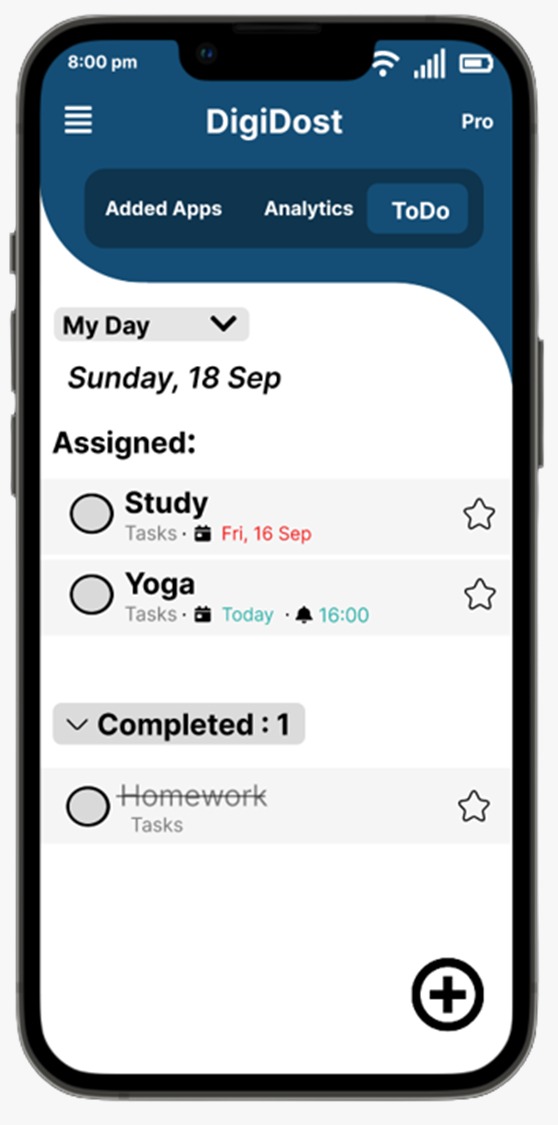 8:00 pm
DigiDost
Pro
Added Apps
Analytics
ToDo
My Day
Sunday, 18 Sep
Assigned:
Study
Tasks · Fri, 16 Sep
Yoga
Tasks · Today · 16:00
Completed : 1
Homework
Tasks